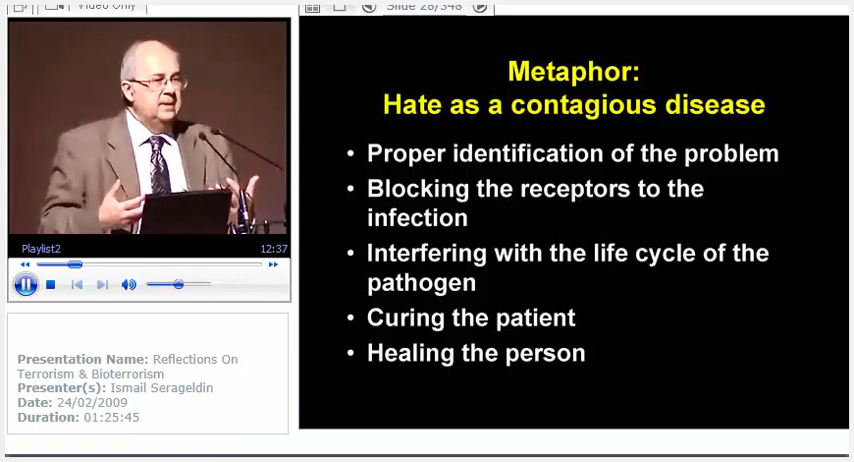 Video Only
Slide 28/348
Metaphor:
Hate as a contagious disease
• Proper identification of the problem
• Blocking the receptors to the
infection
• Interfering with the life cycle of the
pathogen
• Curing the patient
• Healing the person
Playlist2 12:37
Presentation Name: Reflections On
Terrorism & Bioterrorism
Presenter(s): Ismail Serageldin
Date: 24/02/2009
Duration: 01:25:45